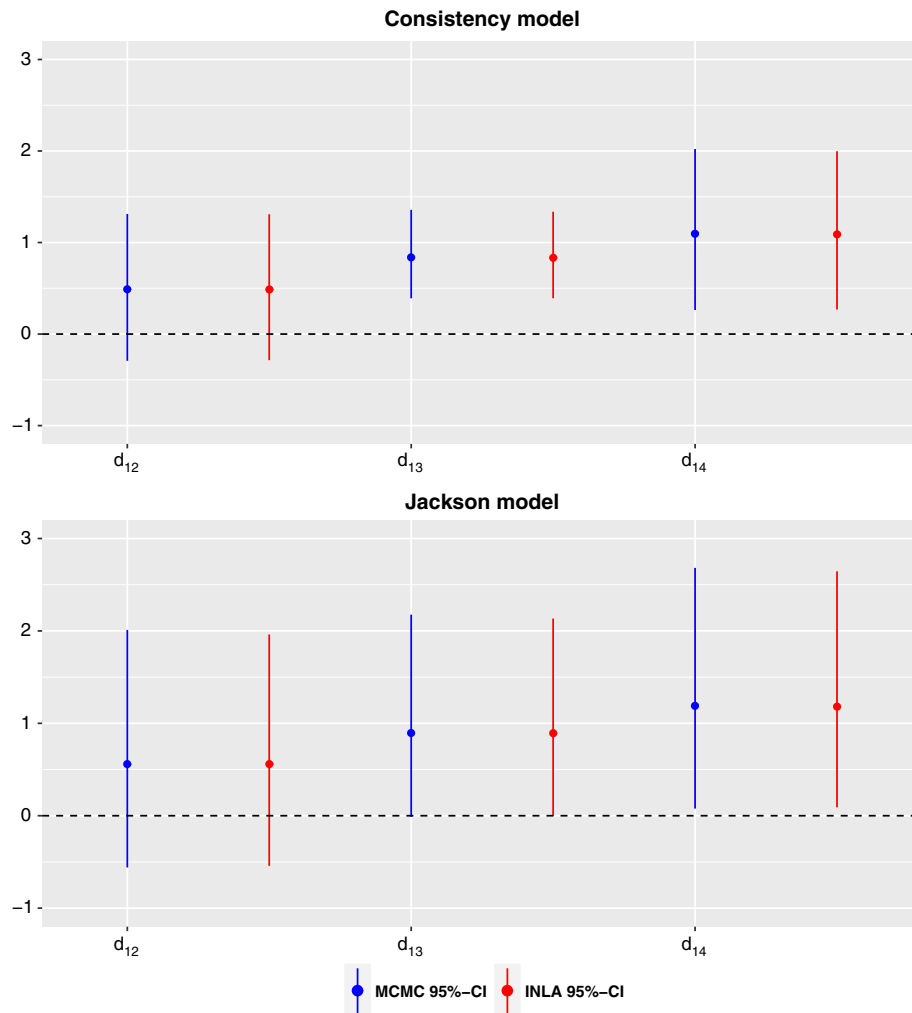 Consistency model
3
2
1
0
−1
d12 d13 d14
Jackson model
3
2
1
0
−1
d12 d13 d14
MCMC 95%−CI INLA 95%−CI